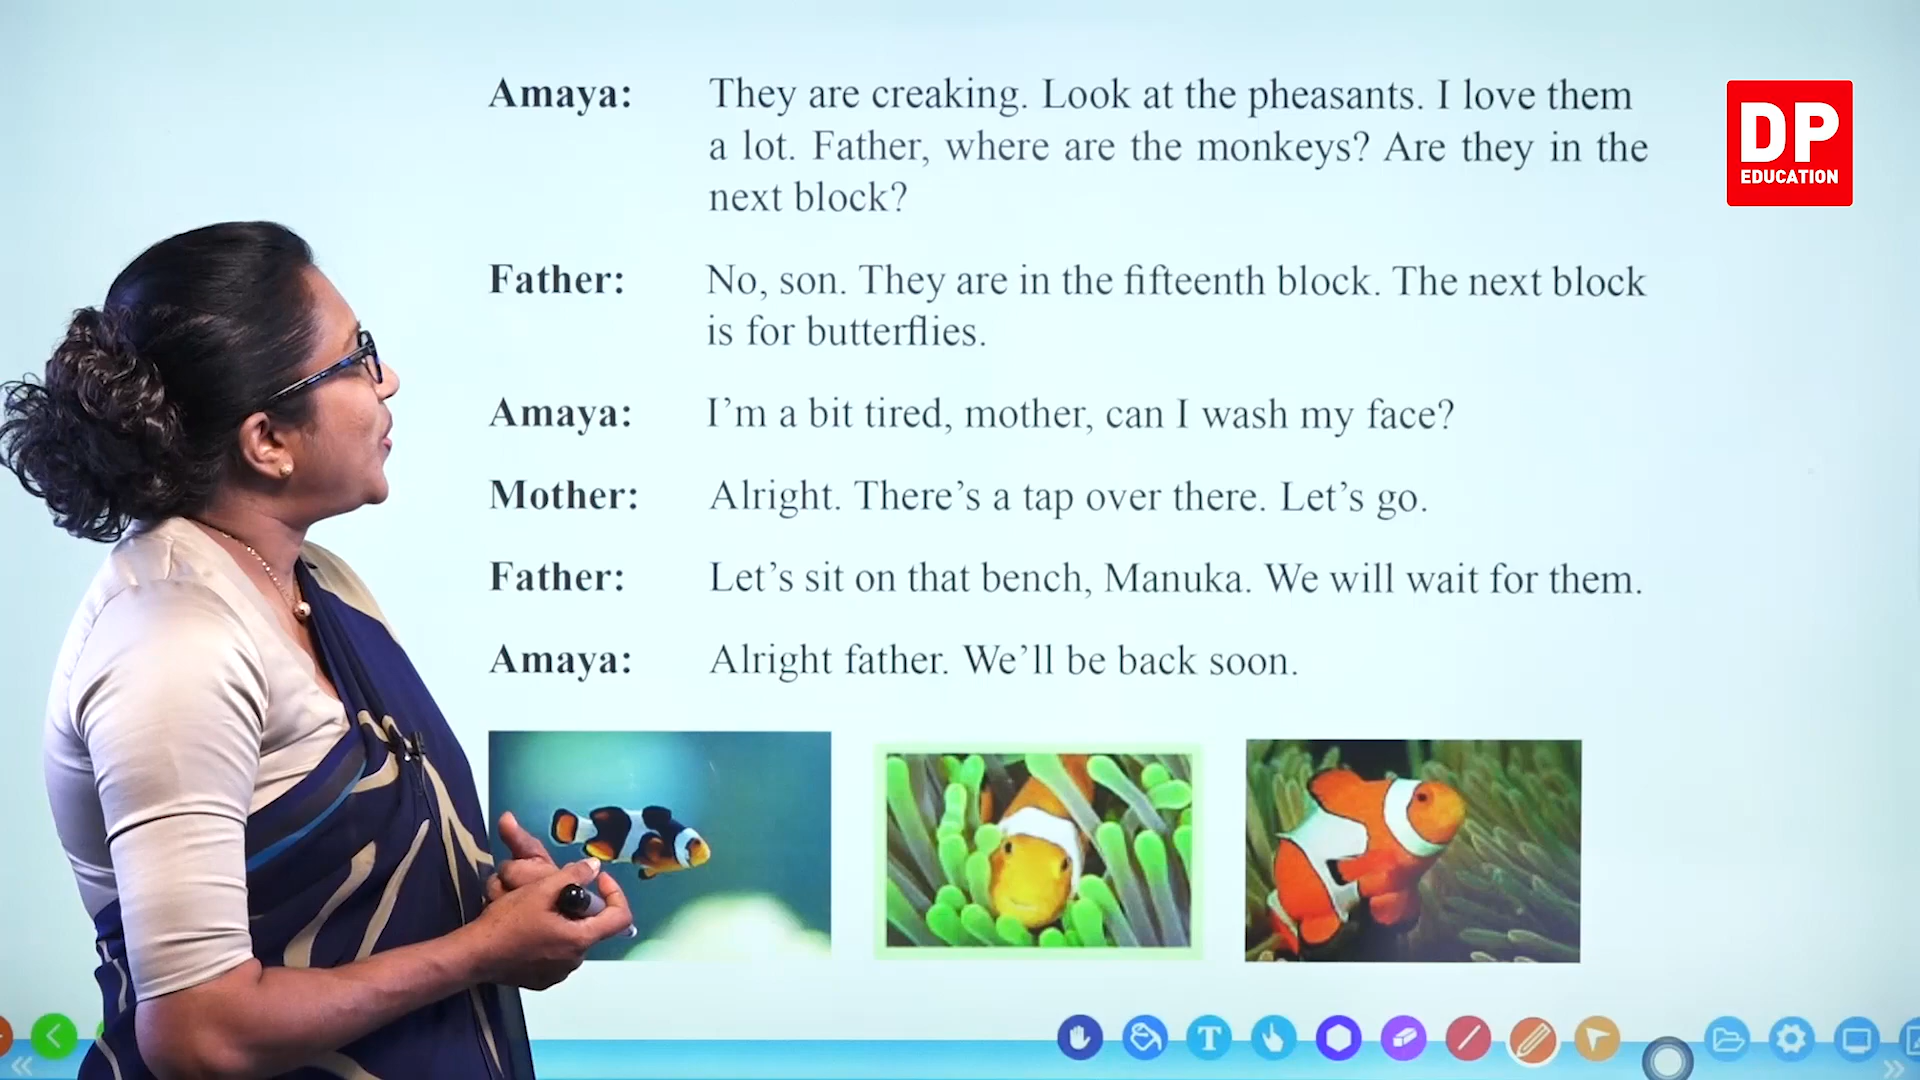 Amaya: They are creaking. Look at the pheasants. I love them
a lot. Father, where are the monkeys? Are they in the
next block?
Father: No, son. They are in the fifteenth block. The next block
is for butterflies.
Amaya: I'm a bit tired, mother, can I wash my face?
Mother: Alright. There's a tap over there. Let's go.
Father: Let's sit on that bench, Manuka. We will wait for them.
Amaya: Alright father. We'll be back soon.
DP
EDUCATION
T